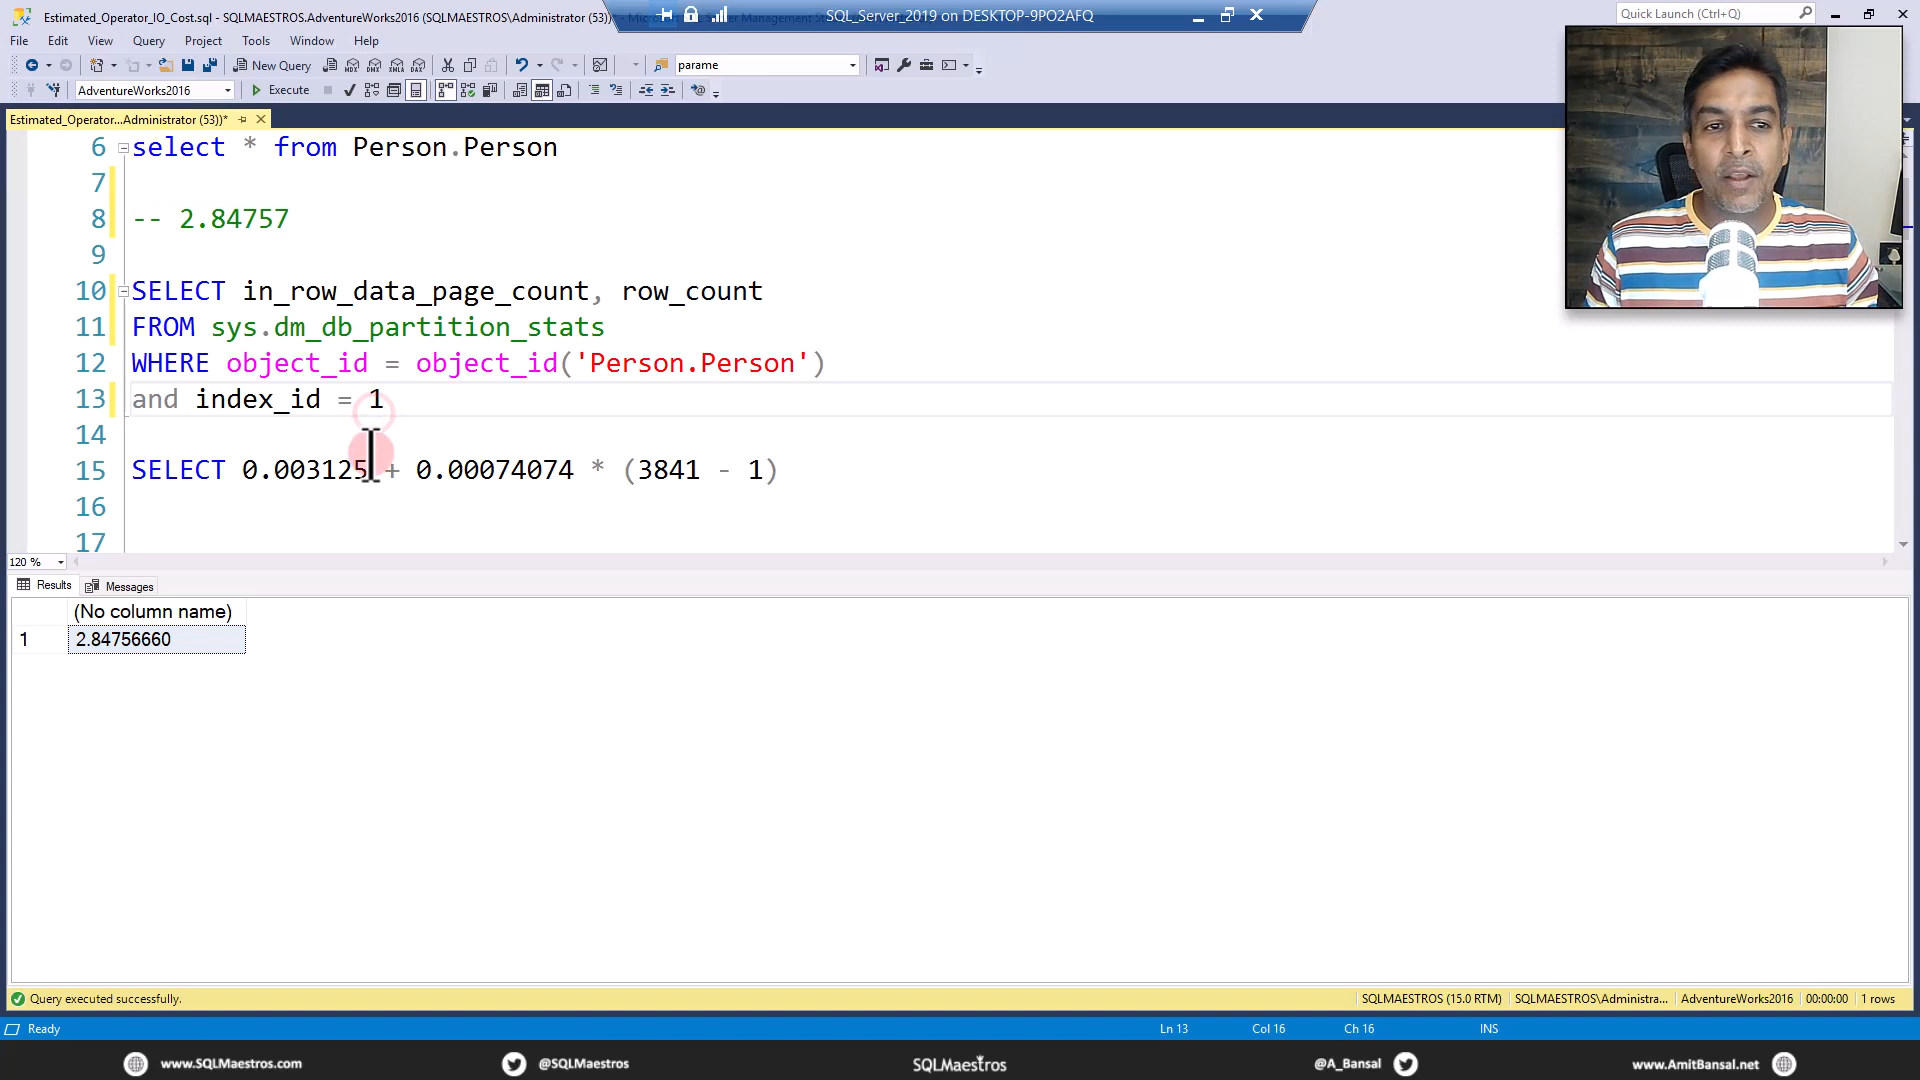 Estimated_Operator_IO_Cost.sql - SQLMAESTROS.AdventureWorks2016 (SQLMAESTROS\Administrator (53))*
SQL_Server_2019 on DESKTOP-9PO2AFQ
Quick Launch (Ctrl+Q)
File Edit View Query Project Tools Window Help
New Query
MDX DMX XMLA DAX
parame
AdventureWorks2016
Execute
Estimated_Operator...Administrator (53))*
6 select * from Person.Person
7
8 -- 2.84757
9
10 SELECT in_row_data_page_count, row_count
11 FROM sys.dm_db_partition_stats
12 WHERE object_id = object_id('Person.Person')
13 and index_id = 1
14
15 SELECT 0.003125 + 0.00074074 * (3841 - 1)
16
17
120 %
Results Messages
(No column name)
1 2.84756660
Query executed successfully.
SQLMAESTROS (15.0 RTM) SQLMAESTROS\Administra... AdventureWorks2016 00:00:00 1 rows
Ready
Ln 13 Col 16 Ch 16 INS
www.SQLMaestros.com @SQLMaestros SQLMaestros @A_Bansal www.AmitBansal.net